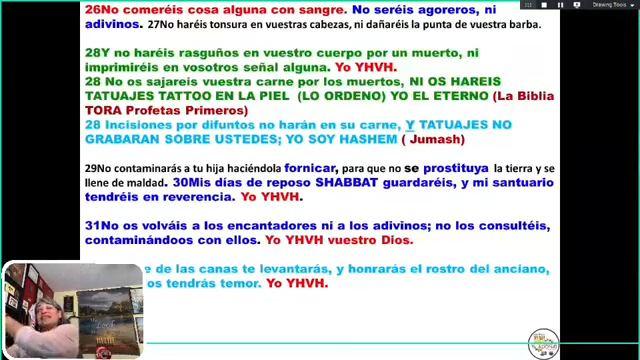 26No comeréis cosa alguna con sangre. No seréis agoreros, ni
adivinos. 27No haréis tonsura en vuestras cabezas, ni dañaréis la punta de vuestra barba.
28Y no haréis rasguños en vuestro cuerpo por un muerto, ni
imprimiréis en vosotros señal alguna. Yo YHVH.
28 No os sajareis vuestra carne por los muertos, NI OS HAREIS
TATUAJES TATTOO EN LA PIEL (LO ORDENO) YO EL ETERNO (La Biblia
TORA Profetas Primeros)
28 Incisiones por difuntos no harán en su carne, Y TATUAJES NO
GRABARAN SOBRE USTEDES; YO SOY HASHEM ( Jumash)
29No contaminarás a tu hija haciéndola fornicar, para que no se prostituya la tierra y se
llene de maldad. 30Mis días de reposo SHABBAT guardaréis, y mi santuario
tendréis en reverencia. Yo YHVH.
31No os volváis a los encantadores ni a los adivinos; no los consultéis,
contaminándoos con ellos. Yo YHVH vuestro Dios.
de las canas te levantarás, y honrarás el rostro del anciano,
os tendrás temor. Yo YHVH.